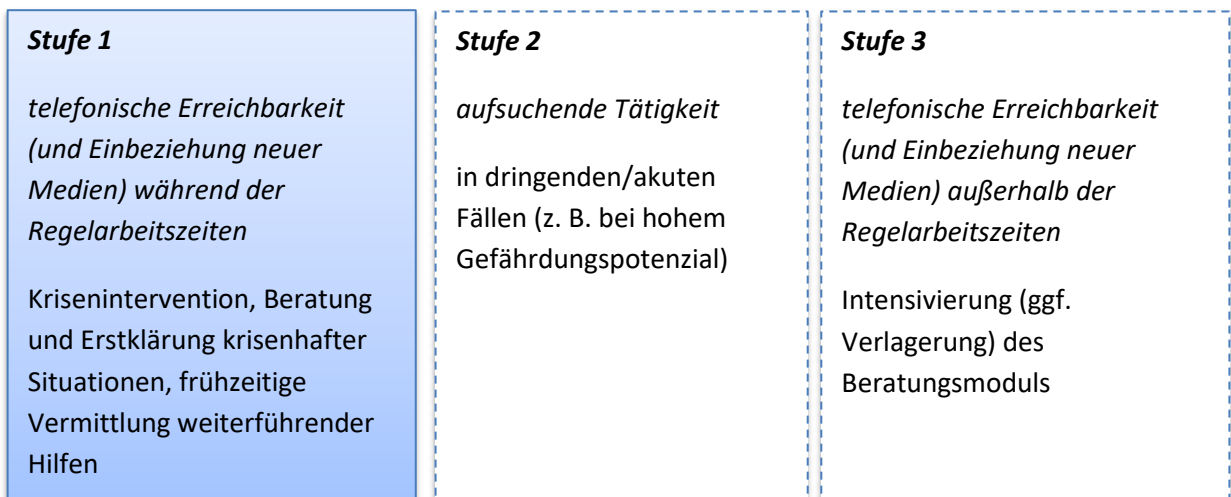 Stufe 1
telefonische Erreichbarkeit
(und Einbeziehung neuer
Medien) während der
Regelarbeitszeiten
Krisenintervention, Beratung
und Erstklärung krisenhafter
Situationen, frühzeitige
Vermittlung weiterführender
Hilfen
Stufe 2
aufsuchende Tätigkeit
in dringenden/akuten
Fällen (z. B. bei hohem
Gefährdungspotenzial)
Stufe 3
telefonische Erreichbarkeit
(und Einbeziehung neuer
Medien) außerhalb der
Regelarbeitszeiten
Intensivierung (ggf.
Verlagerung) des
Beratungsmoduls